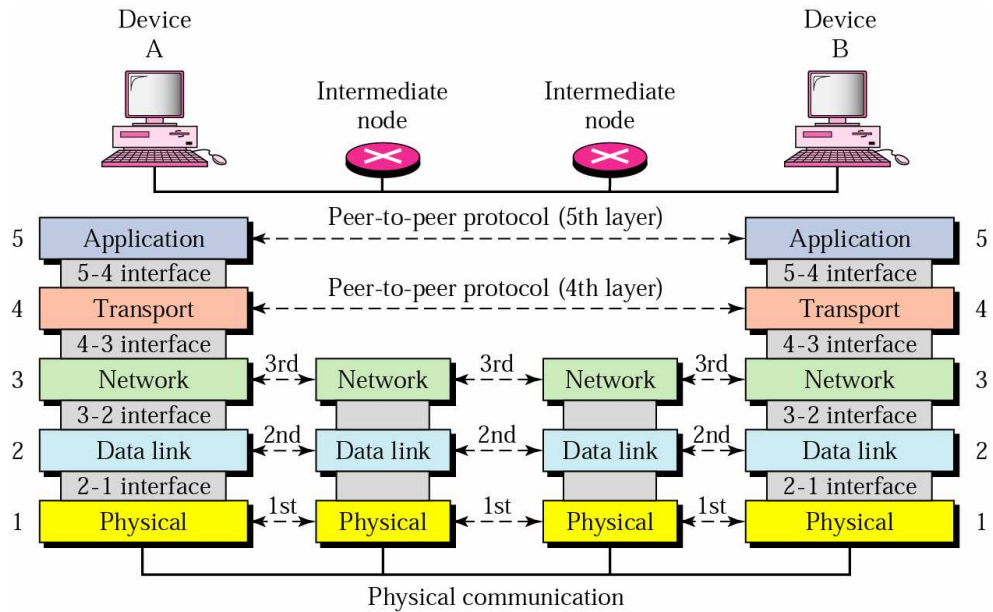 Device
A
Device
B
Intermediate
node
Intermediate
node
Peer-to-peer protocol (5th layer)
5 Application Application 5
5-4 interface 5-4 interface
Peer-to-peer protocol (4th layer)
4 Transport Transport 4
4-3 interface 4-3 interface
3 Network 3rd Network 3rd Network 3rd Network 3
3-2 interface 3-2 interface
2 Data link 2nd Data link 2nd Data link 2nd Data link 2
2-1 interface 2-1 interface
1 Physical 1st Physical 1st Physical 1st Physical 1
Physical communication